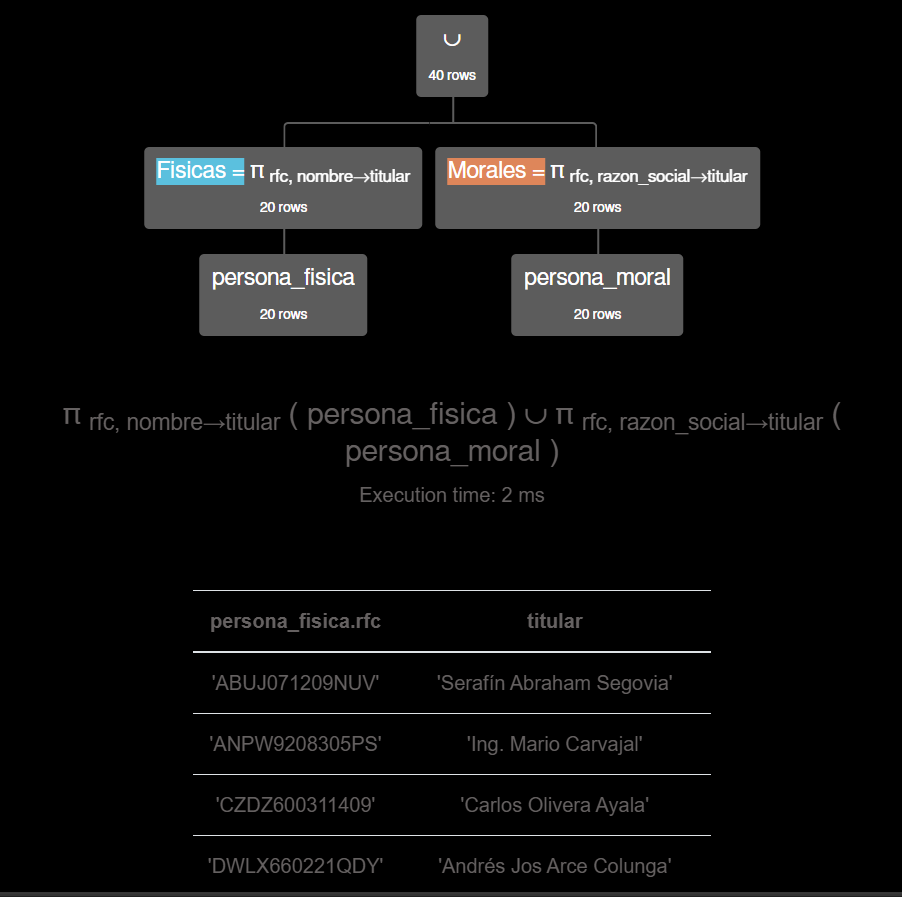 ∪
40 rows
Fisicas = π rfc, nombre→titular
20 rows
Morales = π rfc, razon_social→titular
20 rows
persona_fisica
20 rows
persona_moral
20 rows
π rfc, nombre→titular ( persona_fisica ) ∪ π rfc, razon_social→titular (
persona_moral )
Execution time: 2 ms
persona_fisica.rfc titular
'ABUJ071209NUV' 'Serafín Abraham Segovia'
'ANPW9208305PS' 'Ing. Mario Carvajal'
'CZDZ600311409' 'Carlos Olivera Ayala'
'DWLX660221QDY' 'Andrés Jos Arce Colunga'